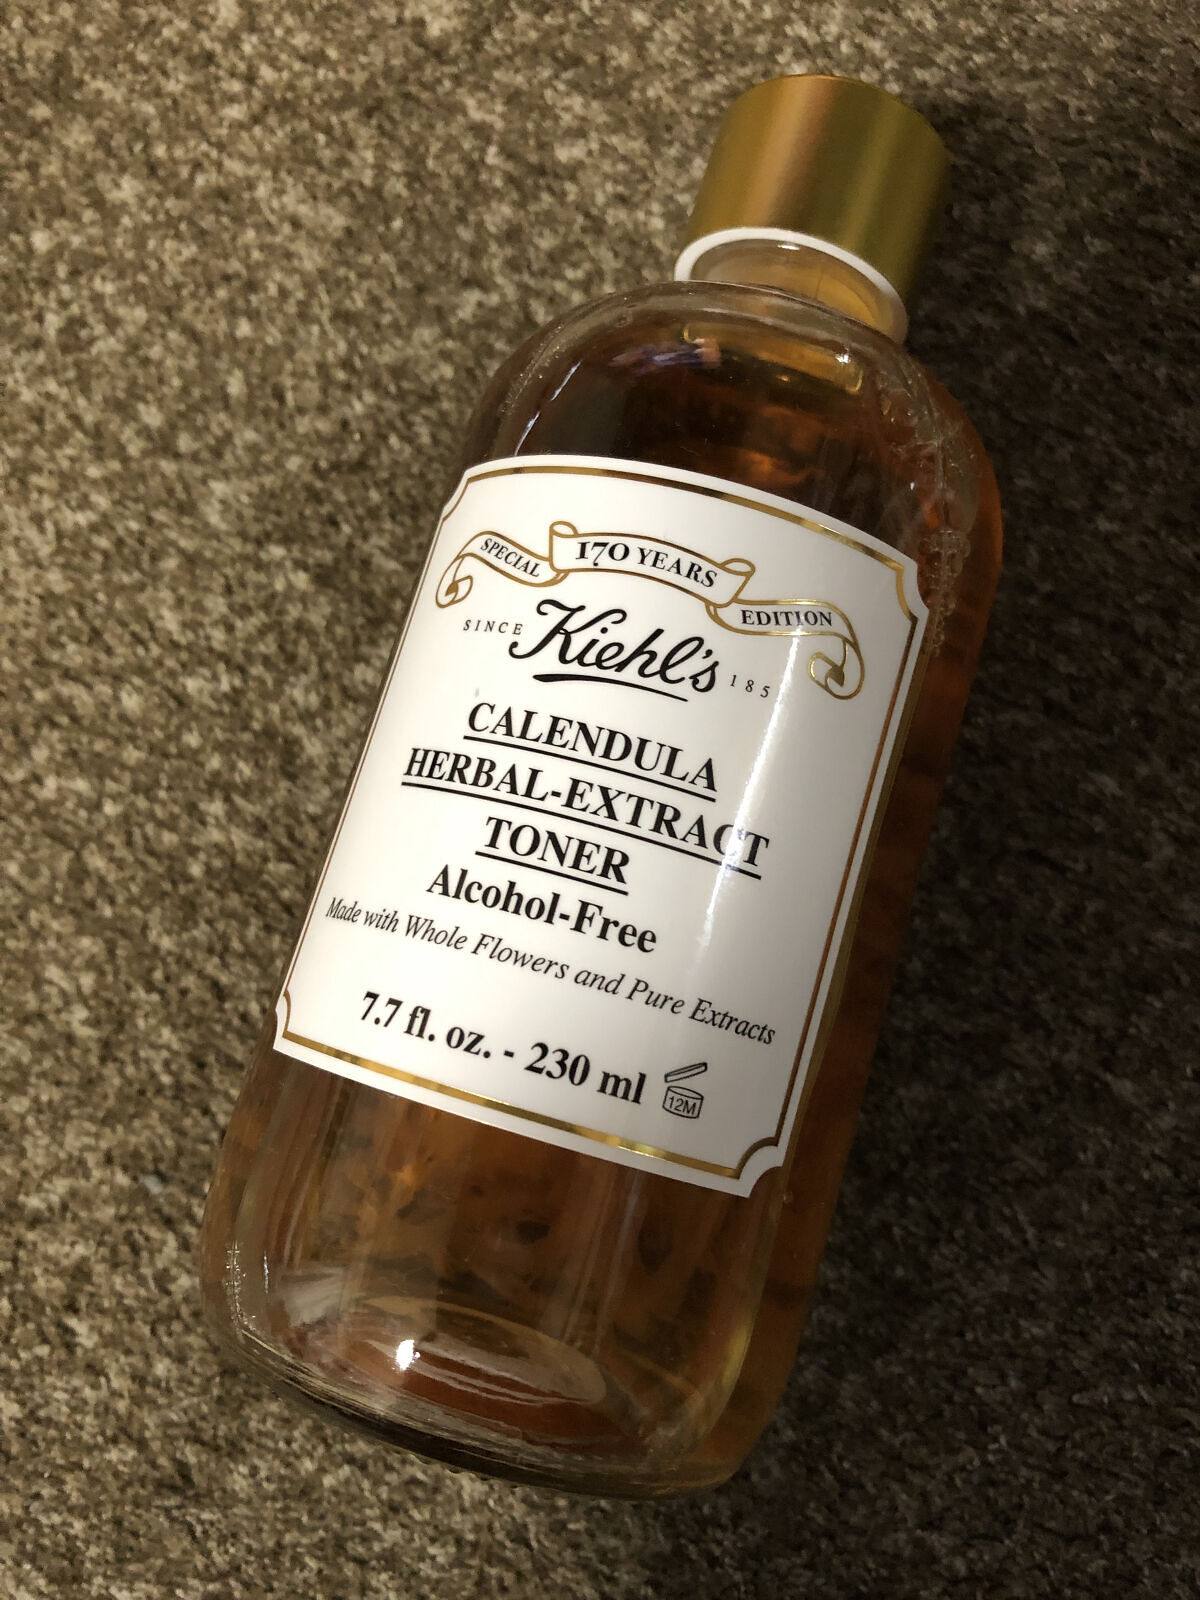 SPECIAL 170 YEARS EDITION
SINCE Kiehl's 185
CALENDULA
HERBAL-EXTRACT
TONER
Alcohol-Free
Made with Whole Flowers and Pure Extracts
7.7 fl. oz. - 230 ml
12M